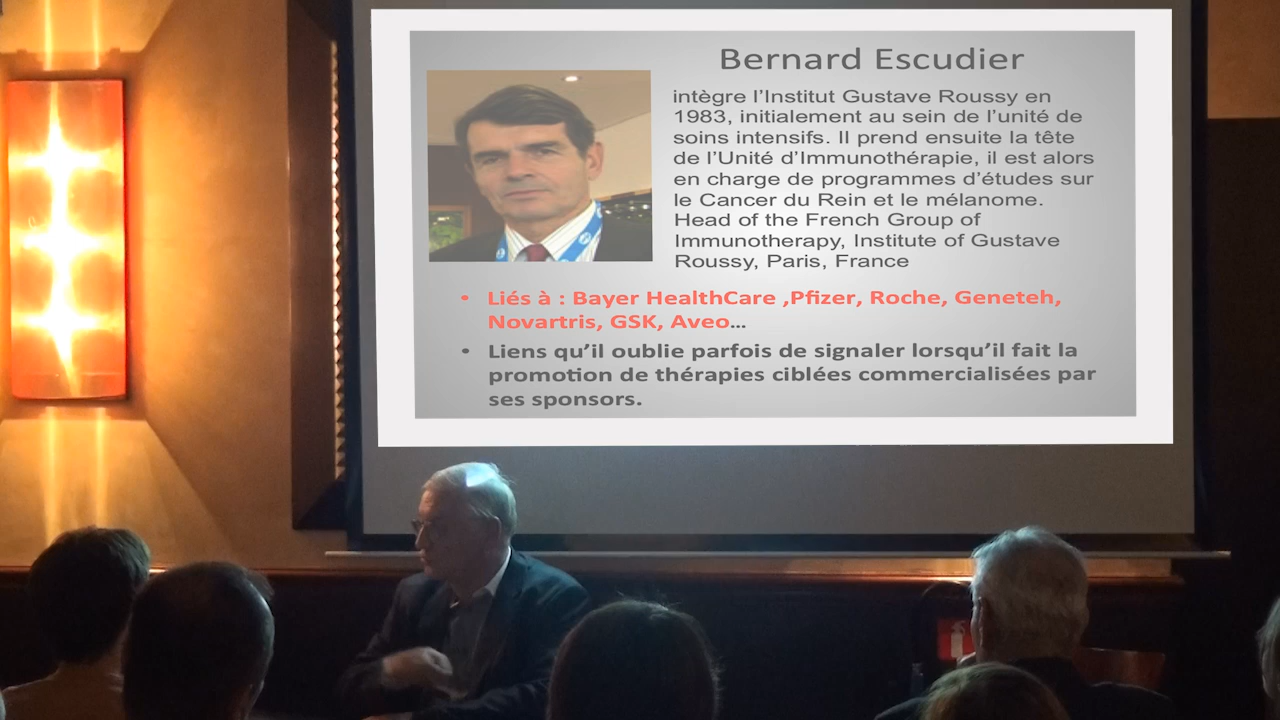 Bernard Escudier
intègre l’Institut Gustave Roussy en
1983, initialement au sein de l’unité de
soins intensifs. Il prend ensuite la tête
de l’Unité d’Immunothérapie, il est alors
en charge de programmes d’études sur
le Cancer du Rein et le mélanome.
Head of the French Group of
Immunotherapy, Institute of Gustave
Roussy, Paris, France
• Liés à : Bayer HealthCare ,Pfizer, Roche, Geneteh,
Novartris, GSK, Aveo…
• Liens qu’il oublie parfois de signaler lorsqu’il fait la
promotion de thérapies ciblées commercialisées par
ses sponsors.